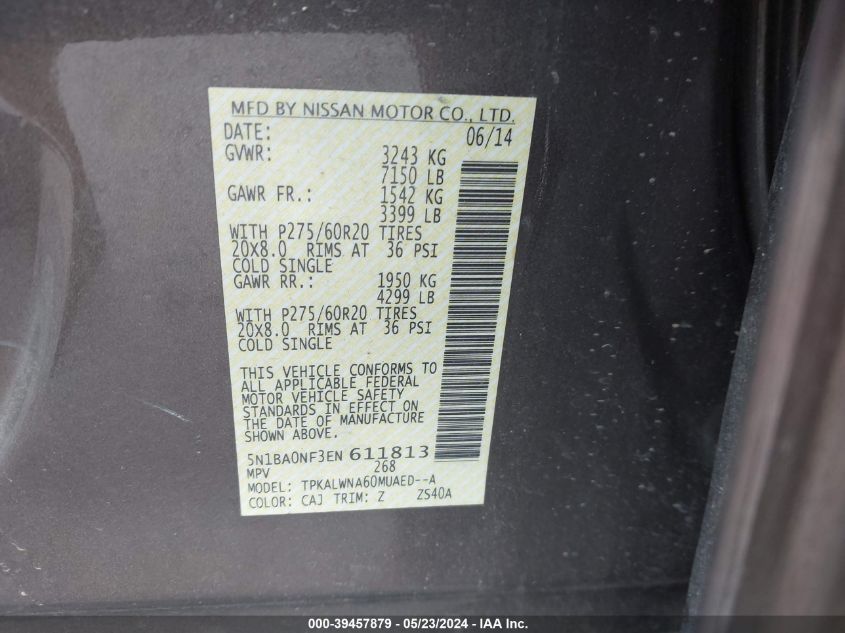 MFD BY NISSAN MOTOR CO., LTD.
DATE: 06/14
GVWR: 3243 KG
7150 LB
GAWR FR.: 1542 KG
3399 LB
WITH P275/60R20 TIRES
20X8.0 RIMS AT 36 PSI
COLD SINGLE
GAWR RR.: 1950 KG
4299 LB
WITH P275/60R20 TIRES
20X8.0 RIMS AT 36 PSI
COLD SINGLE
THIS VEHICLE CONFORMS TO
ALL APPLICABLE FEDERAL
MOTOR VEHICLE SAFETY
STANDARDS IN EFFECT ON
THE DATE OF MANUFACTURE
SHOWN ABOVE.
5N1BA0NF3EN 611813
MPV 268
MODEL: TPKALWNA60MUAED--A
COLOR: CAJ TRIM: Z ZS40A
000-39457879 - 05/23/2024 - IAA Inc.